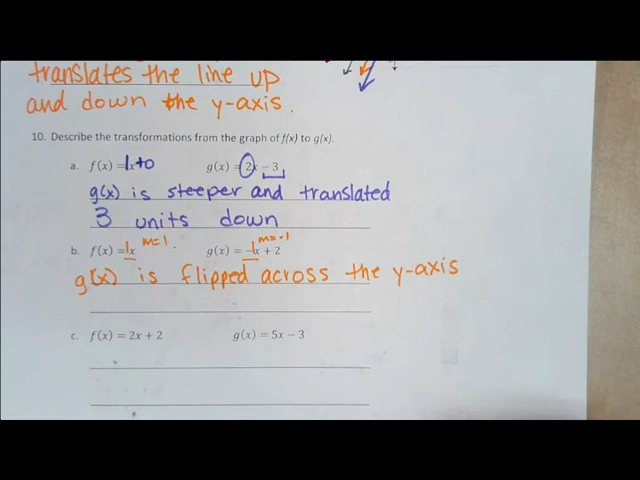 translates the line up
and down the y-axis.
10. Describe the transformations from the graph of f(x) to g(x).
a. f(x) = 1x+0 g(x) = 2x - 3
g(x) is steeper and translated
3 units down
m=1 m=-1
b. f(x) = 1x g(x) = -1x + 2
g(x) is flipped across the y-axis
c. f(x) = 2x + 2 g(x) = 5x - 3